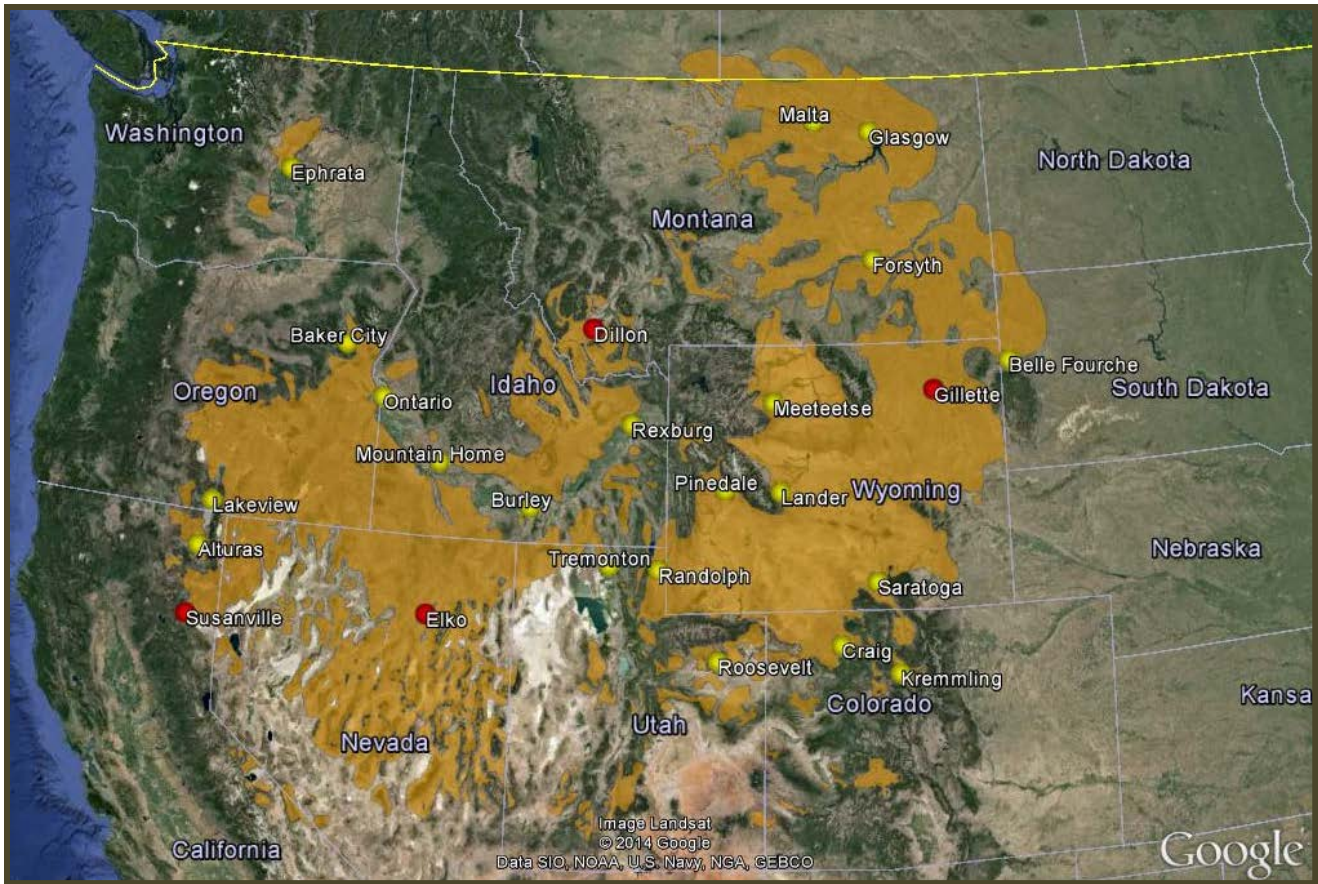 Malta
Washington
Glasgow
North Dakota
Ephrata
Montana
Forsyth
Baker City
Dillon
Belle Fourche
Oregon
Idaho
Gillette
South Dakota
Ontario
Meeteetse
Rexburg
Mountain Home
Pinedale
Lander
Wyoming
Lakeview
Burley
Alturas
Tremonton
Randolph
Nebraska
Saratoga
Susanville
Elko
Craig
Roosevelt
Kremmling
Kansa
Colorado
Utah
Nevada
Image Landsat
© 2014 Google
Data SIO, NOAA, U.S. Navy, NGA, GEBCO
California
Google